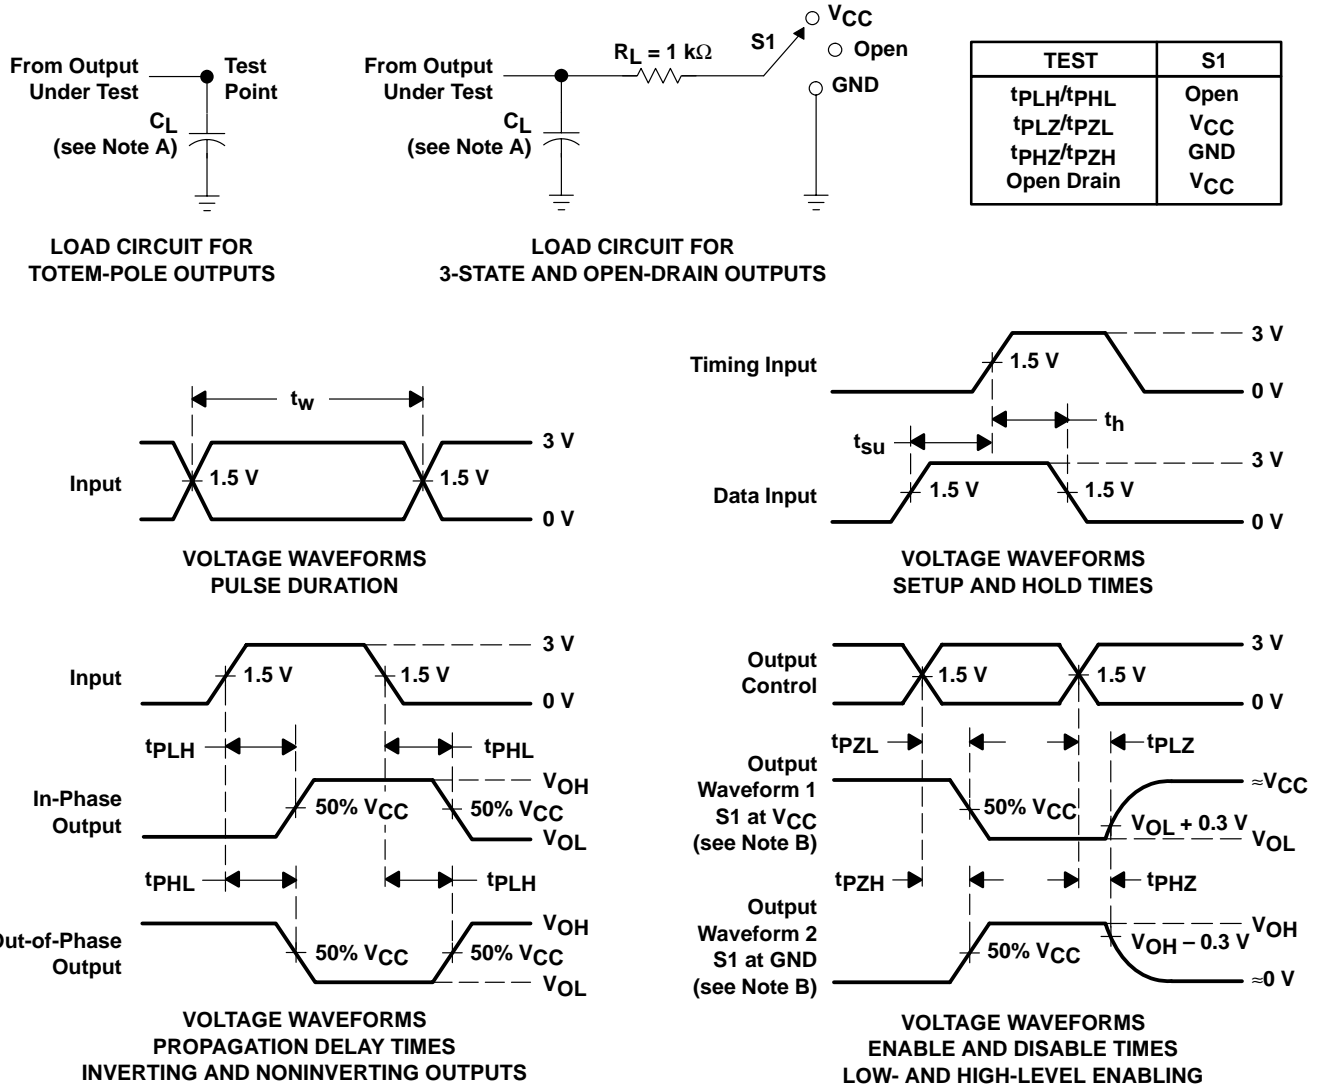 From Output
Under Test
Test
Point
CL
(see Note A)
LOAD CIRCUIT FOR
TOTEM-POLE OUTPUTS
From Output
Under Test
RL = 1 kΩ
S1
VCC
Open
GND
CL
(see Note A)
LOAD CIRCUIT FOR
3-STATE AND OPEN-DRAIN OUTPUTS
TEST S1
tPLH/tPHL Open
tPLZ/tPZL VCC
tPHZ/tPZH GND
Open Drain VCC
tw
Input
1.5 V
1.5 V
3 V
0 V
VOLTAGE WAVEFORMS
PULSE DURATION
Timing Input
1.5 V
3 V
0 V
th
tsu
Data Input
1.5 V
1.5 V
3 V
0 V
VOLTAGE WAVEFORMS
SETUP AND HOLD TIMES
Input
1.5 V
1.5 V
3 V
0 V
tPLH
tPHL
In-Phase
Output
50% VCC
50% VCC
VOH
VOL
tPHL
tPLH
Out-of-Phase
Output
50% VCC
50% VCC
VOH
VOL
VOLTAGE WAVEFORMS
PROPAGATION DELAY TIMES
INVERTING AND NONINVERTING OUTPUTS
Output
Control
1.5 V
1.5 V
3 V
0 V
tPZL
tPLZ
Output
Waveform 1
S1 at VCC
(see Note B)
50% VCC
VOL + 0.3 V
≈VCC
VOL
tPZH
tPHZ
Output
Waveform 2
S1 at GND
(see Note B)
50% VCC
VOH − 0.3 V
VOH
≈0 V
VOLTAGE WAVEFORMS
ENABLE AND DISABLE TIMES
LOW- AND HIGH-LEVEL ENABLING